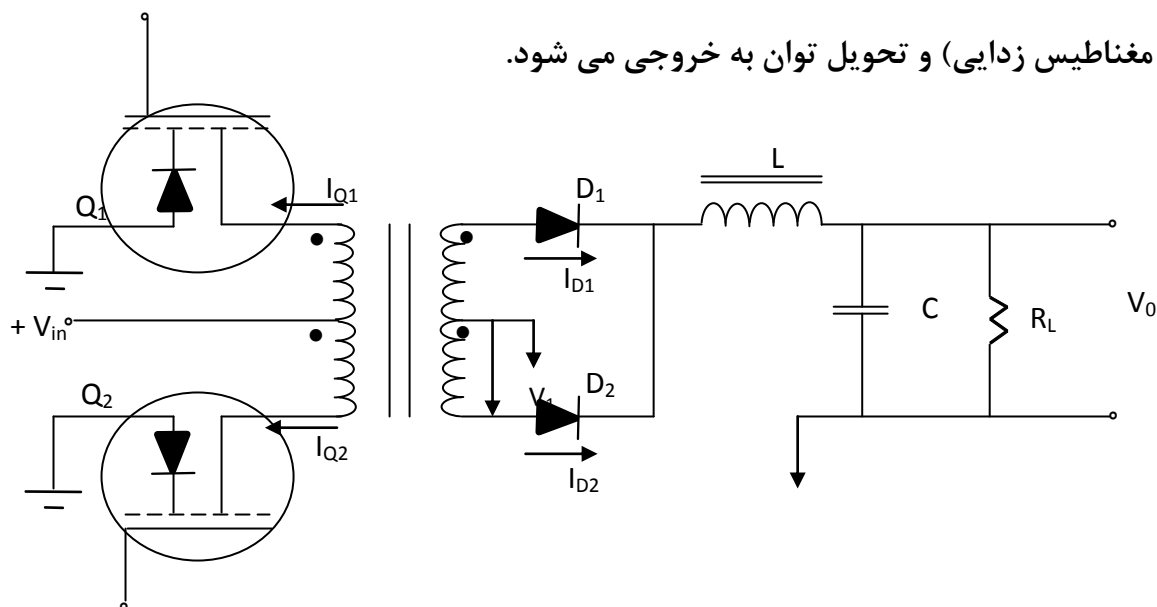 مغناطیس زدایی) و تحویل توان به خروجی می شود.
L
D1
IQ1
Q1
ID1
+ Vin
C
RL
V0
Q2
V1
D2
IQ2
ID2